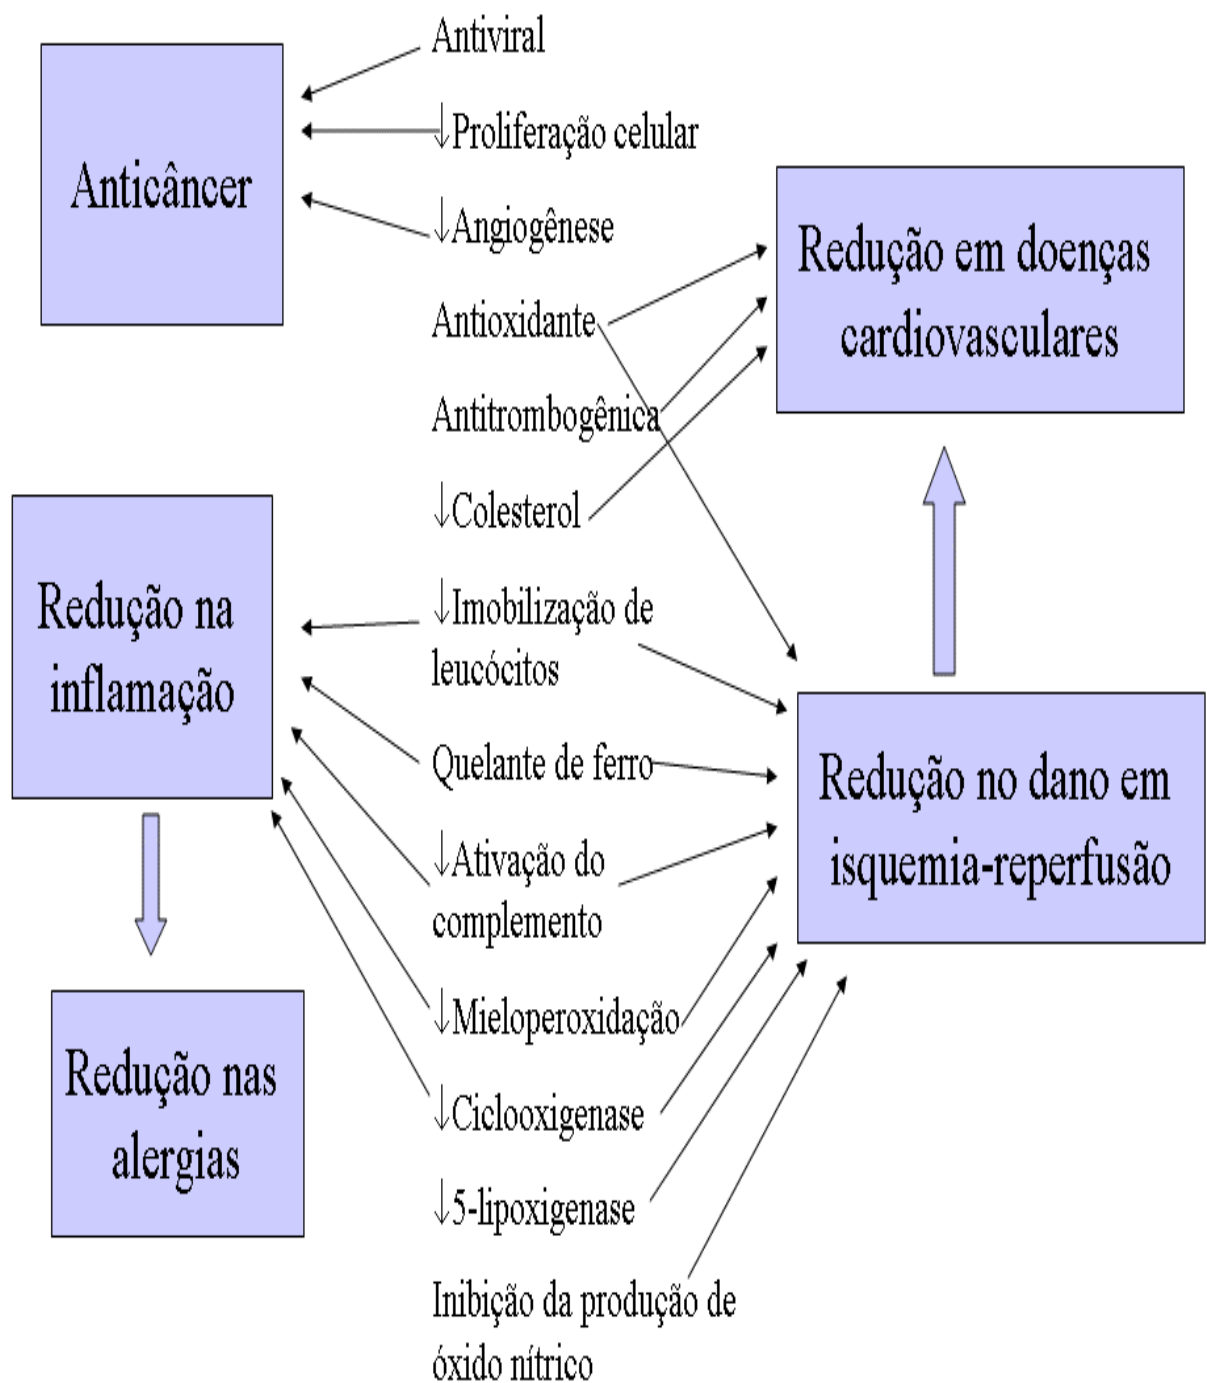 Anticâncer
Redução na
inflamação
Redução nas
alergias
Antiviral
↓Proliferação celular
↓Angiogênese
Antioxidante
Antitrombogênica
↓Colesterol
↓Imobilização de
leucócitos
Quelante de ferro
↓Ativação do
complemento
↓Mieloperoxidação
↓Ciclooxigenase
↓5-lipoxigenase
Inibição da produção de
óxido nítrico
Redução em doenças
cardiovasculares
Redução no dano em
isquemia-reperfusão